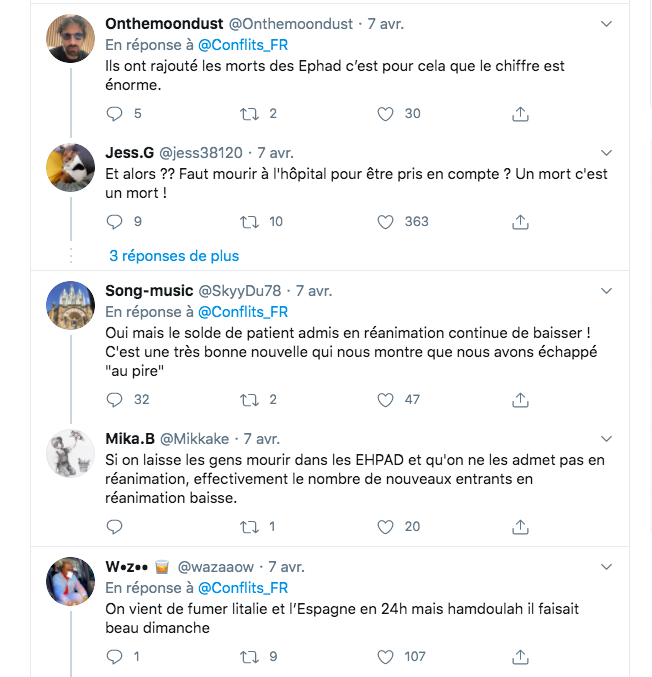 Onthemoondust @Onthemoondust · 7 avr.
En réponse à @Conflits_FR
Ils ont rajouté les morts des Ephad c’est pour cela que le chiffre est
énorme.
5 2 30
Jess.G @jess38120 · 7 avr.
Et alors ?? Faut mourir à l'hôpital pour être pris en compte ? Un mort c'est
un mort !
9 10 363
3 réponses de plus
Song-music @SkyyDu78 · 7 avr.
En réponse à @Conflits_FR
Oui mais le solde de patient admis en réanimation continue de baisser !
C'est une très bonne nouvelle qui nous montre que nous avons échappé
"au pire"
32 2 47
Mika.B @Mikkake · 7 avr.
Si on laisse les gens mourir dans les EHPAD et qu'on ne les admet pas en
réanimation, effectivement le nombre de nouveaux entrants en
réanimation baisse.
1 20
W•z•• 🥃 @wazaaow · 7 avr.
En réponse à @Conflits_FR
On vient de fumer litalie et l’Espagne en 24h mais hamdoulah il faisait
beau dimanche
1 9 107